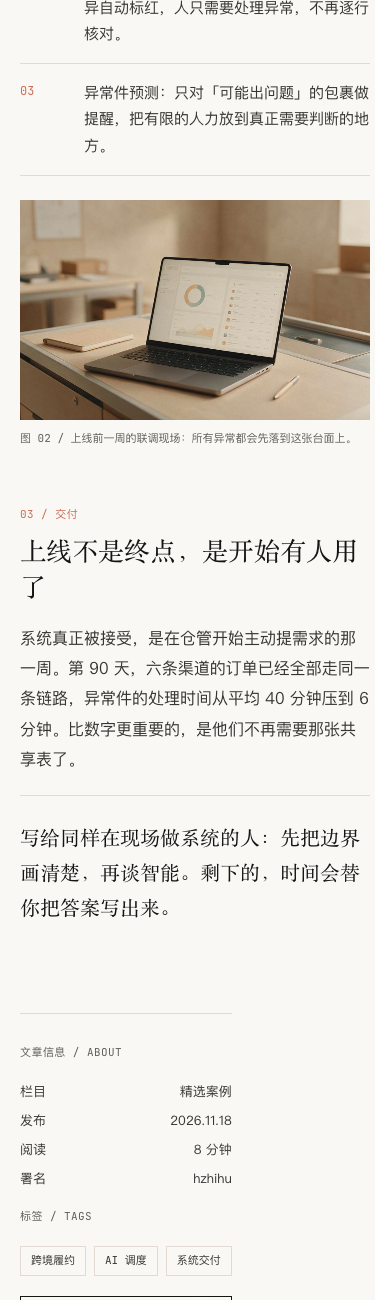 异自动标红，人只需要处理异常，不再逐行
核对。
03
异常件预测：只对「可能出问题」的包裹做
提醒，把有限的人力放到真正需要判断的地
方。
图 02 / 上线前一周的联调现场：所有异常都会先落到这张台面上。
03 / 交付
上线不是终点，是开始有人用
了
系统真正被接受，是在仓管开始主动提需求的那
一周。第 90 天，六条渠道的订单已经全部走同一
条链路，异常件的处理时间从平均 40 分钟压到 6
分钟。比数字更重要的，是他们不再需要那张共
享表了。
写给同样在现场做系统的人：先把边界
画清楚，再谈智能。剩下的，时间会替
你把答案写出来。
文章信息 / ABOUT
栏目 精选案例
发布 2026.11.18
阅读 8 分钟
署名 hzhihu
标签 / TAGS
跨境履约 AI 调度 系统交付